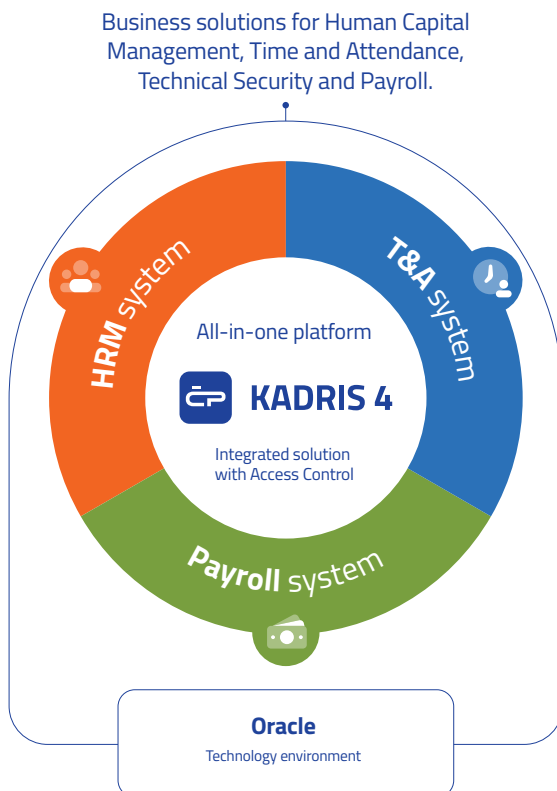 Business solutions for Human Capital
Management, Time and Attendance,
Technical Security and Payroll.
HRM system
T&A system
All-in-one platform
KADRIS 4
Integrated solution
with Access Control
Payroll system
Oracle
Technology environment